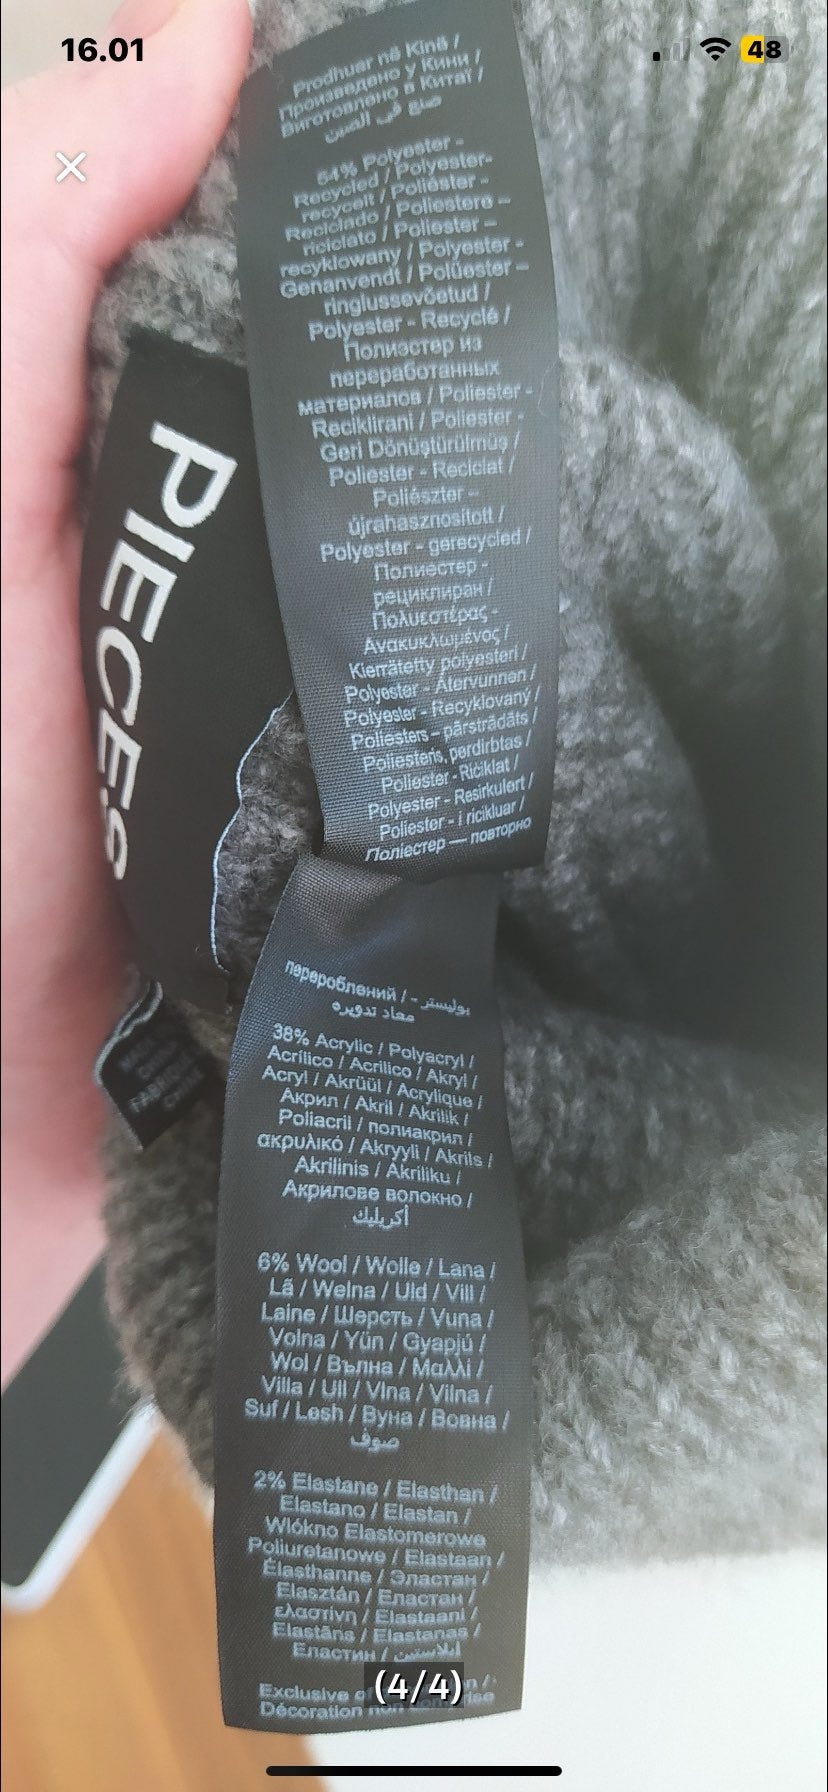 16.01
48
Prodhuer në Kinë /
Произведено у Кини /
Виготовлено в Китаї /
صنع في الصين
54% Polyester -
Recycled / Polyester-
recycelt / Poliéster -
Reciclado / Poliestere –
riciclato / Poliester –
recyklowany / Polyester -
Genanvendt / Polüester –
ringlussevõetud /
Polyester - Recyclé /
Полиэстер из
переработанных
материалов / Poliester -
Reciklirani / Poliester -
Geri Dönüştürülmüş /
Poliester - Reciclat /
Poliészter –
újrahasznosított /
Polyester - gerecycled /
Полиестер -
рециклиран /
Πολυεστέρας -
Ανακυκλωμένος /
Kierrätetty polyesteri /
Polyester - Återvunnen /
Polyester - Recyklovaný /
Poliesters – pārstrādāts /
Poliesteris, perdirbtas /
Poliester - Riċiklat /
Polyester - Resirkulert /
Poliester - i ricikluar /
Поліестер — повторно
PIECES
перероблений / - بوليستر
معاد تدويره
38% Acrylic / Polyacryl /
Acrílico / Acrilico / Akryl /
Acryl / Akrüül / Acrylique /
Акрил / Akril / Akrilik /
Poliacril / полиакрил /
ακρυλικό / Akryyli / Akrils /
Akrilinis / Akriliku /
Акрилове волокно /
أكريليك
6% Wool / Wolle / Lana /
Lã / Wełna / Uld / Vill /
Laine / Шерсть / Vuna /
Volna / Yün / Gyapjú /
Wol / Вълна / Μαλλί /
Villa / Ull / Vlna / Vilna /
Suf / Lesh / Вуна / Вовна /
صوف
2% Elastane / Elasthan /
Elastano / Elastan /
Włókno Elastomerowe
Poliuretanowe / Elastaan /
Élasthanne / Эластан /
Elasztán / Еластан /
ελαστίνη / Elastaani /
Elastāns / Elastanas /
Еластин / إيلاستين
Exclusive of
Décoration non
(4/4)